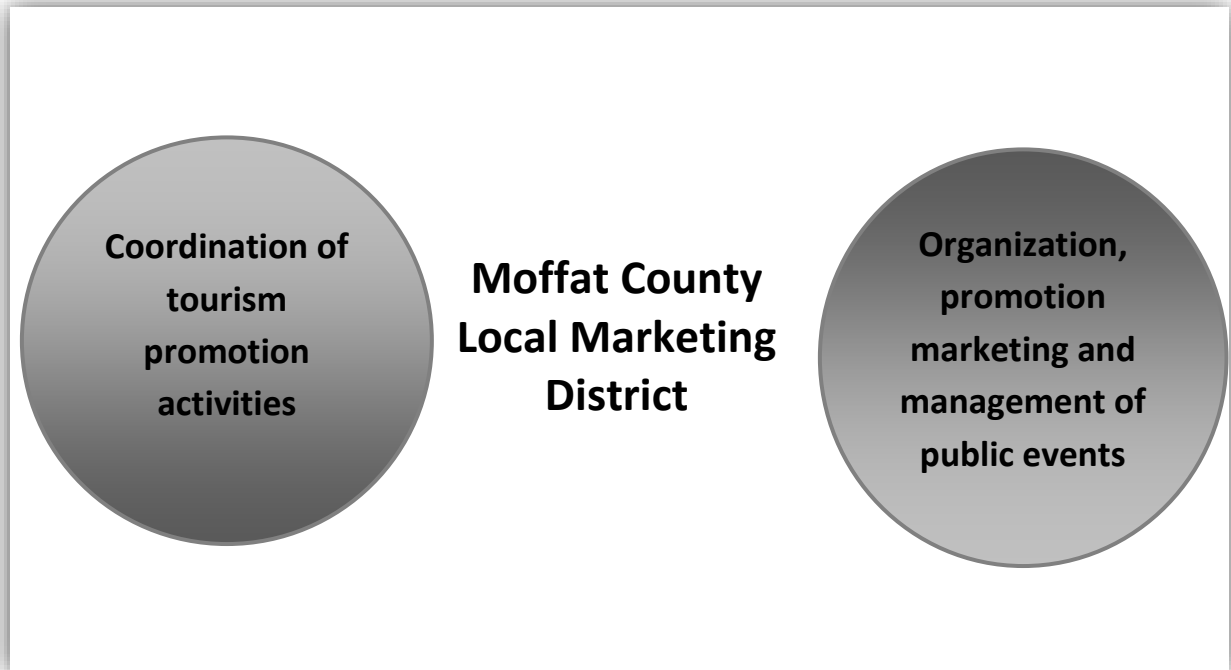 Coordination of
tourism
promotion
activities
Moffat County
Local Marketing
District
Organization,
promotion
marketing and
management of
public events